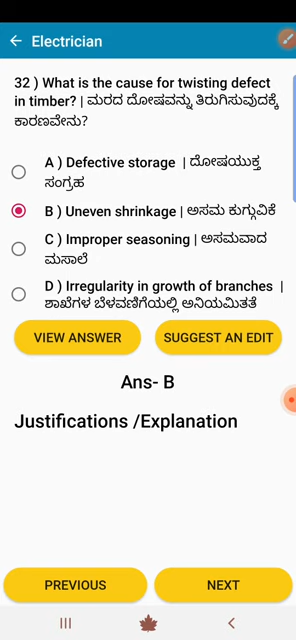 Electrician
32 ) What is the cause for twisting defect
in timber? | ಮರದ ದೋಷವನ್ನು ತಿರುಗಿಸುವುದಕ್ಕೆ
ಕಾರಣವೇನು?
A ) Defective storage | ದೋಷಯುಕ್ತ
ಸಂಗ್ರಹ
B ) Uneven shrinkage | ಅಸಮ ಕುಗ್ಗುವಿಕೆ
C ) Improper seasoning | ಅಸಮವಾದ
ಮಸಾಲೆ
D ) Irregularity in growth of branches |
ಶಾಖೆಗಳ ಬೆಳವಣಿಗೆಯಲ್ಲಿ ಅನಿಯಮಿತತೆ
VIEW ANSWER
SUGGEST AN EDIT
Ans- B
Justifications /Explanation
PREVIOUS
NEXT